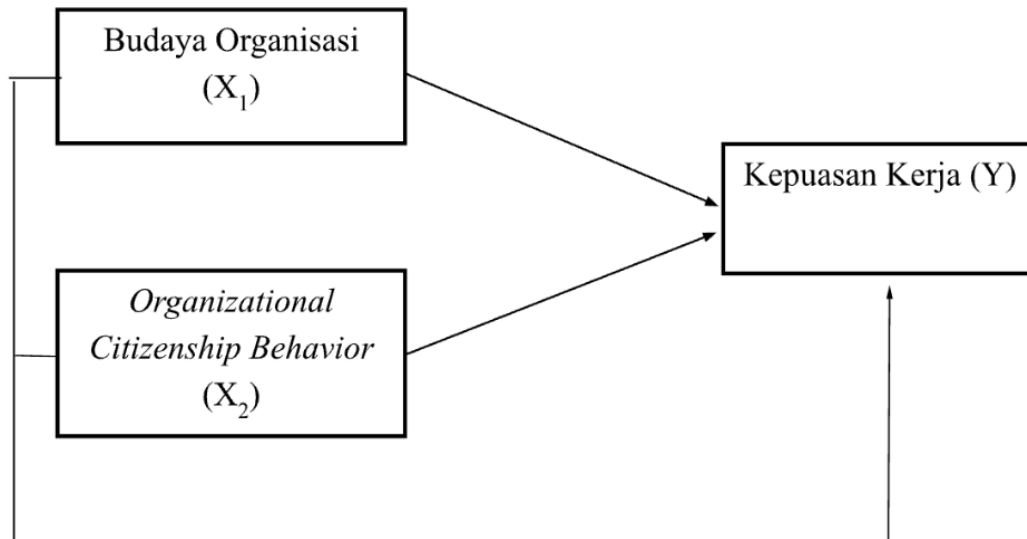 Budaya Organisasi
(X₁)
Kepuasan Kerja (Y)
Organizational
Citizenship Behavior
(X₂)